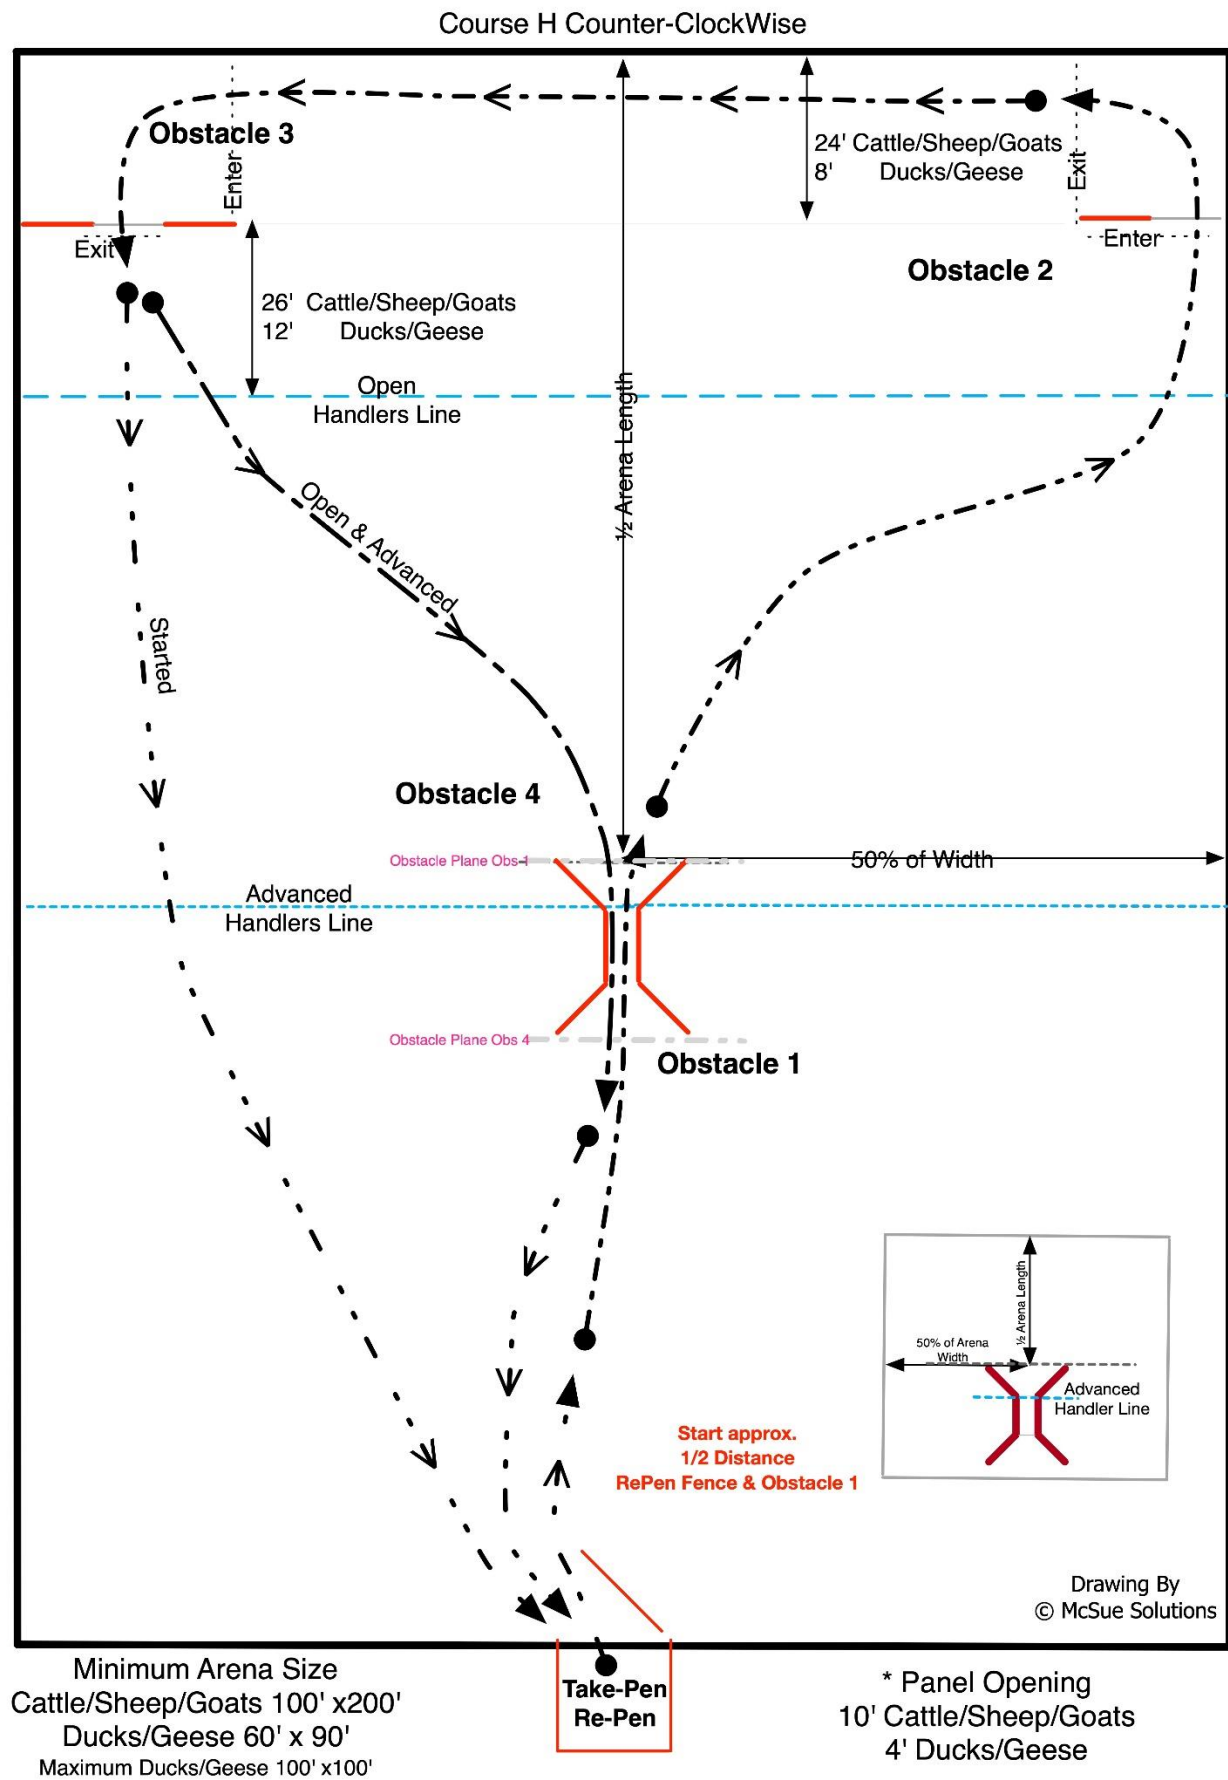 Course H Counter-ClockWise
Obstacle 3
Enter
24' Cattle/Sheep/Goats
8' Ducks/Geese
Exit
Exit
Enter
Obstacle 2
26' Cattle/Sheep/Goats
12' Ducks/Geese
Open
Handlers Line
½ Arena Length
Open & Advanced
Started
Obstacle 4
Obstacle Plane Obs 1
50% of Width
Advanced
Handlers Line
Obstacle Plane Obs 4
Obstacle 1
½ Arena Length
50% of Arena
Width
Advanced
Handler Line
Start approx.
1/2 Distance
RePen Fence & Obstacle 1
Drawing By
© McSue Solutions
Take-Pen
Re-Pen
Minimum Arena Size
Cattle/Sheep/Goats 100' x200'
Ducks/Geese 60' x 90'
Maximum Ducks/Geese 100' x100'
* Panel Opening
10' Cattle/Sheep/Goats
4' Ducks/Geese